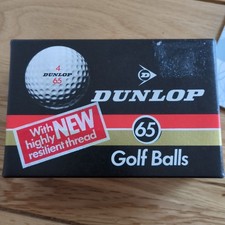 4
DUNLOP
65
DUNLOP
With NEW
highly
resilient thread
65
Golf Balls